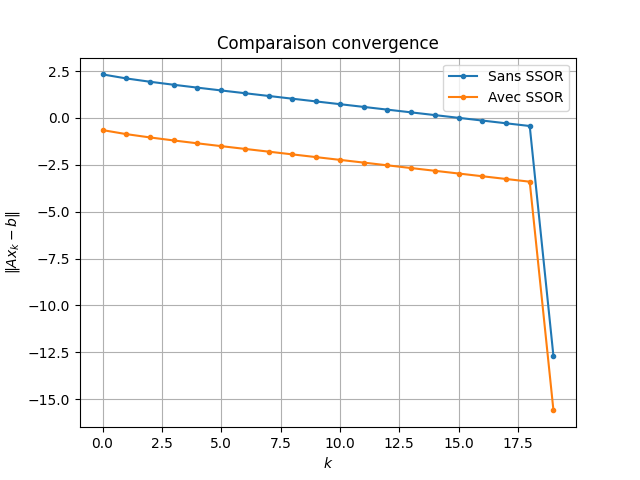 Comparaison convergence
Sans SSOR
Avec SSOR
2.5
0.0
−2.5
−5.0
−7.5
−10.0
−12.5
−15.0
‖Ax_k − b‖
0.0 2.5 5.0 7.5 10.0 12.5 15.0 17.5
k